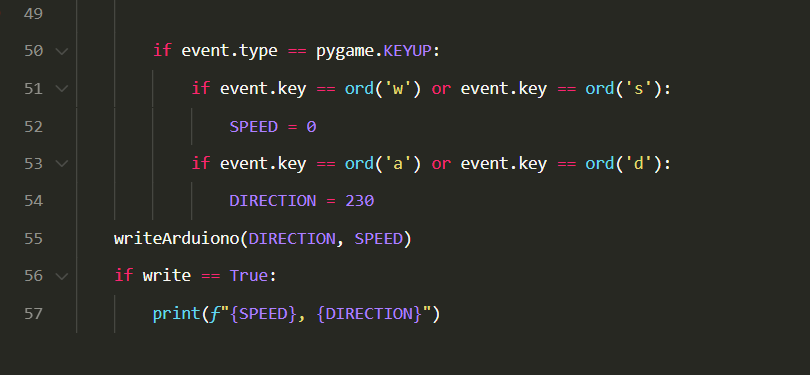 49
50 if event.type == pygame.KEYUP:
51 if event.key == ord('w') or event.key == ord('s'):
52 SPEED = 0
53 if event.key == ord('a') or event.key == ord('d'):
54 DIRECTION = 230
55 writeArduiono(DIRECTION, SPEED)
56 if write == True:
57 print(f"{SPEED}, {DIRECTION}")